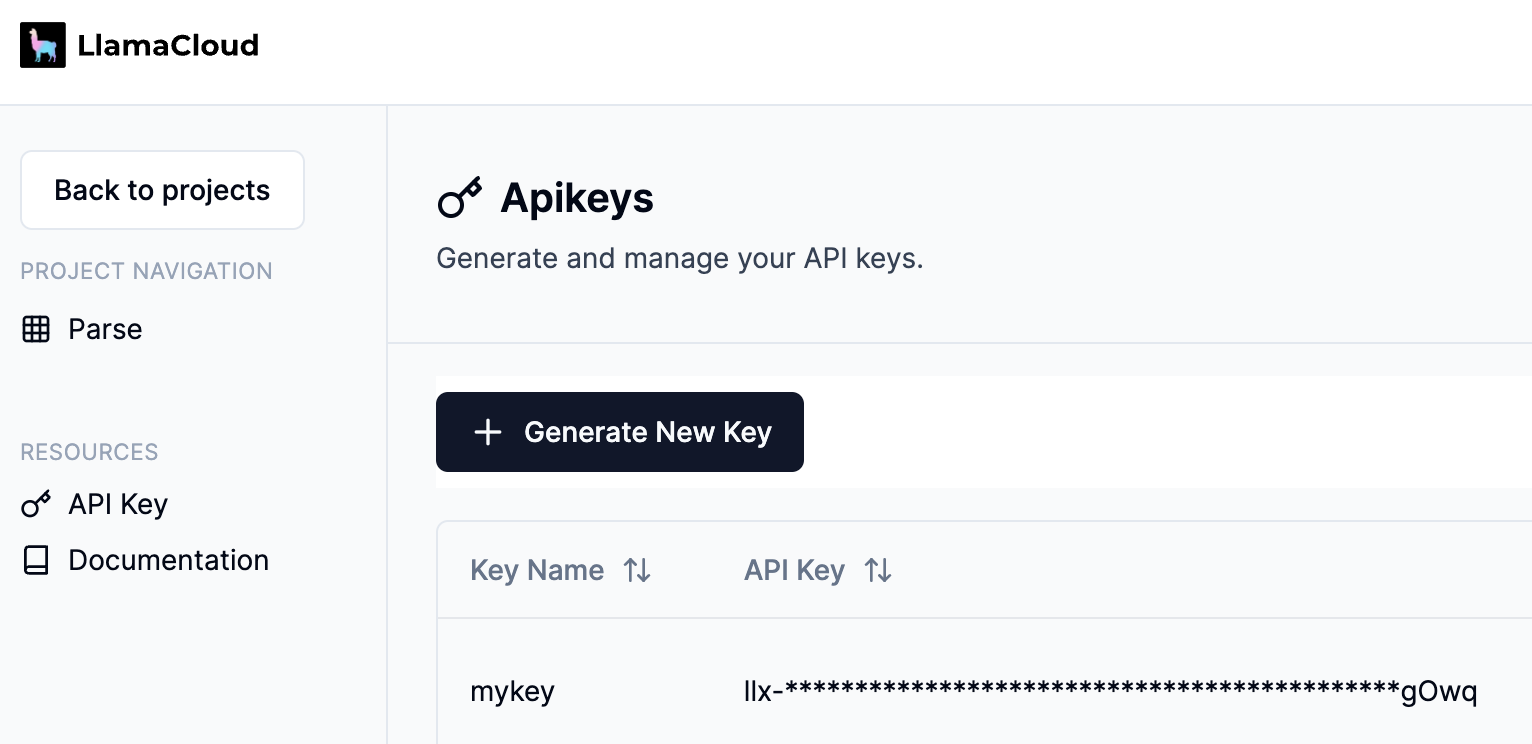 LlamaCloud
Back to projects
PROJECT NAVIGATION
Parse
RESOURCES
API Key
Documentation
Apikeys
Generate and manage your API keys.
Generate New Key
Key Name
API Key
mykey
llx-********************************************gOwq